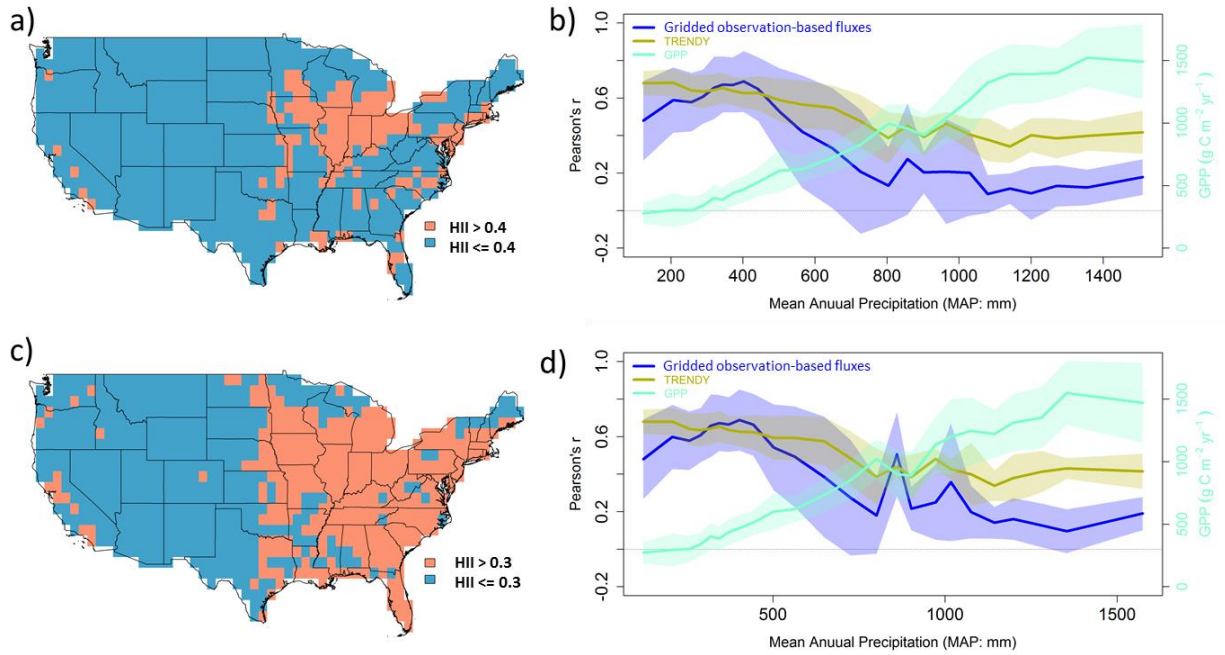 a)
HII > 0.4
HII <= 0.4
b)
Gridded observation-based fluxes
TRENDY
GPP
1.0
0.6
0.2
-0.2
Pearson's r
1500
1000
500
0
GPP (g C m⁻² yr⁻¹)
200 400 600 800 1000 1200 1400
Mean Anuual Precipitation (MAP: mm)
c)
HII > 0.3
HII <= 0.3
d)
Gridded observation-based fluxes
TRENDY
GPP
1.0
0.6
0.2
-0.2
Pearson's r
1500
1000
500
0
GPP (g C m⁻² yr⁻¹)
500 1000 1500
Mean Anuual Precipitation (MAP: mm)